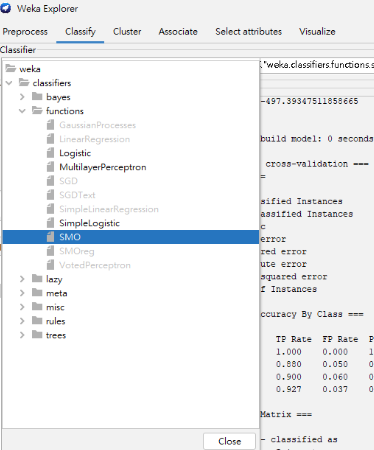 Weka Explorer
Preprocess Classify Cluster Associate Select attributes Visualize
Classifier
weka
classifiers
bayes
functions
GaussianProcesses
LinearRegression
Logistic
MultilayerPerceptron
SGD
SGDText
SimpleLinearRegression
SimpleLogistic
SMO
SMOreg
VotedPerceptron
lazy
meta
misc
rules
trees
Close
"weka.classifiers.functions.s
-497.39347511858665
build model: 0 seconds
cross-validation ===
=
sified Instances
assified Instances
c
error
red error
ute error
squared error
f Instances
ccuracy By Class ===
TP Rate FP Rate P
1.000 0.000 1
0.880 0.050 0
0.900 0.060 0
0.927 0.037 0
Matrix ===
- classified as